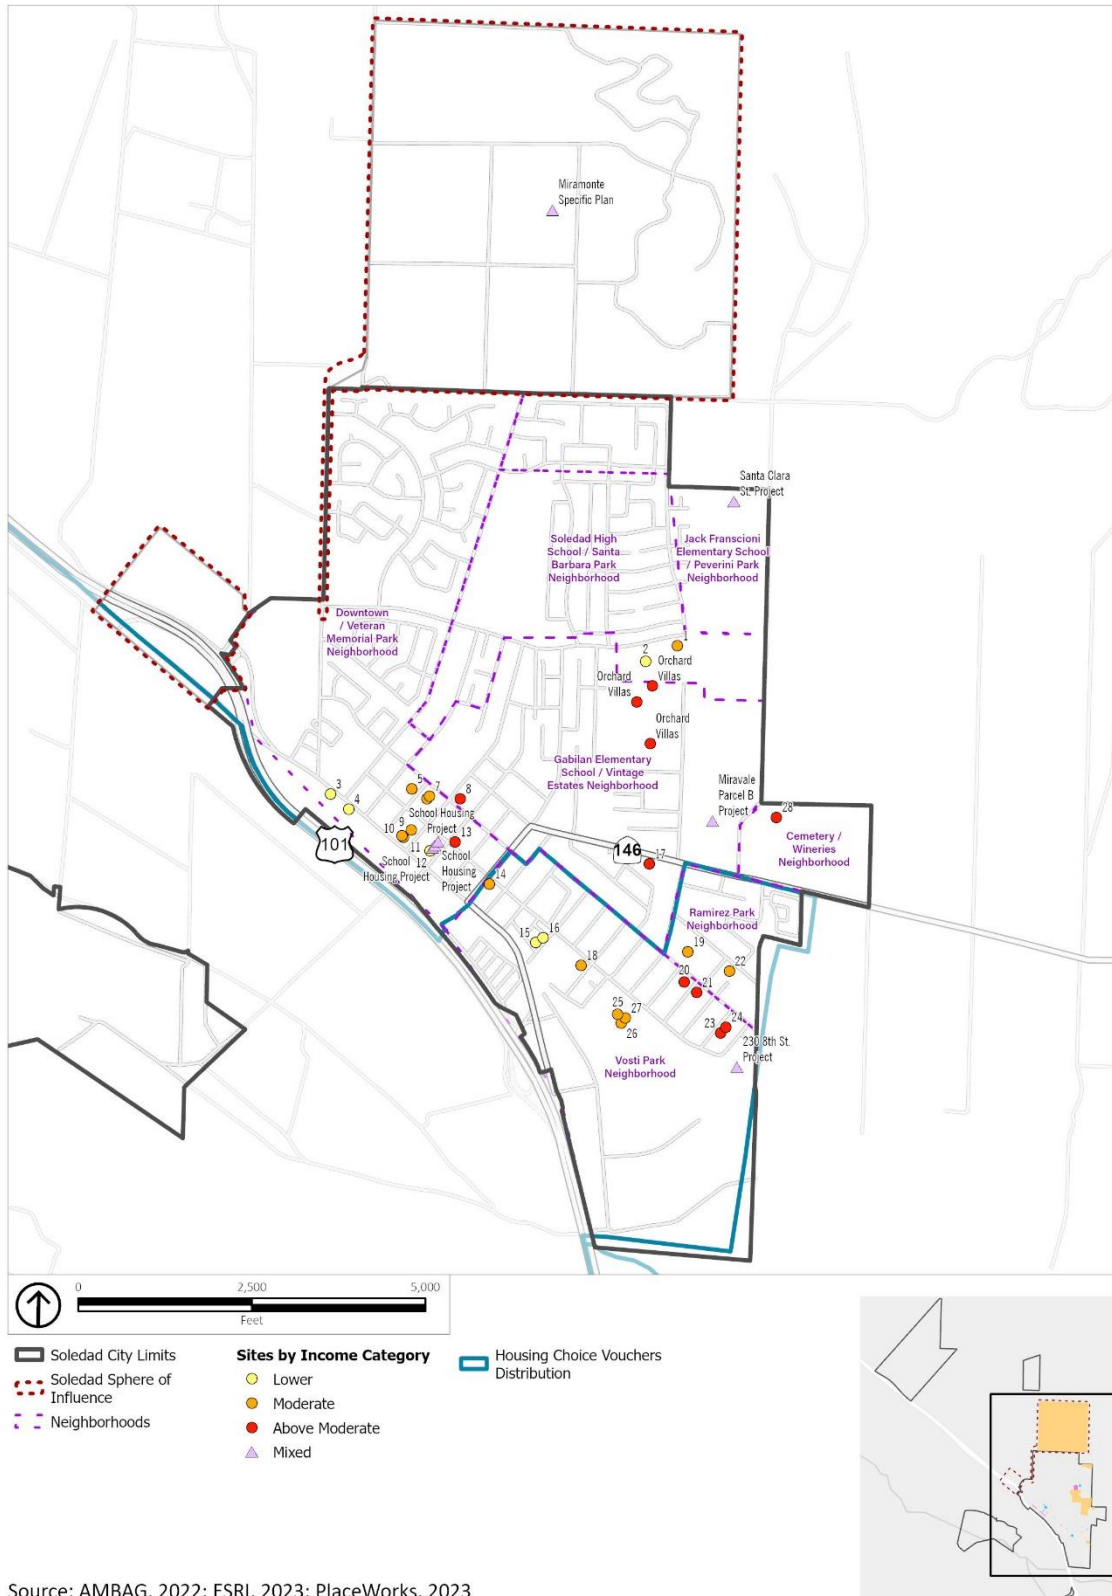 Miramonte
Specific Plan
Santa Clara
St. Project
Soledad High
School / Santa
Barbara Park
Neighborhood
Jack Franscioni
Elementary School
/ Peverini Park
Neighborhood
Downtown
/ Veteran
Memorial Park
Neighborhood
1
2
Orchard
Villas
Orchard
Villas
Orchard
Villas
Gabilan Elementary
School / Vintage
Estates Neighborhood
Miravale
Parcel B
Project
28
Cemetery /
Wineries
Neighborhood
3
4
5
7
8
School Housing
Project
9
10
13
11
12
School
Housing Project
School
Housing
Project
101
146
17
14
Ramirez Park
Neighborhood
15
16
18
19
22
20
21
25
27
26
23
24
230 8th St.
Project
Vosti Park
Neighborhood
0
2,500
5,000
Feet
Soledad City Limits
Soledad Sphere of
Influence
Neighborhoods
Sites by Income Category
Lower
Moderate
Above Moderate
Mixed
Housing Choice Vouchers
Distribution
Source: AMBAG, 2022; ESRI, 2023; PlaceWorks, 2023